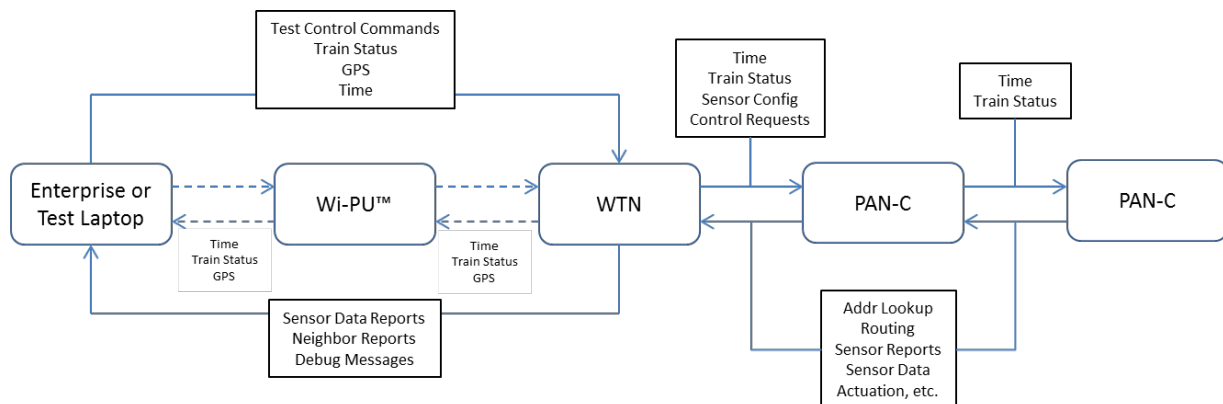 Test Control Commands
Train Status
GPS
Time
Time
Train Status
Sensor Config
Control Requests
Time
Train Status
Enterprise or
Test Laptop
Wi-PU™
WTN
PAN-C
PAN-C
Time
Train Status
GPS
Time
Train Status
GPS
Sensor Data Reports
Neighbor Reports
Debug Messages
Addr Lookup
Routing
Sensor Reports
Sensor Data
Actuation, etc.